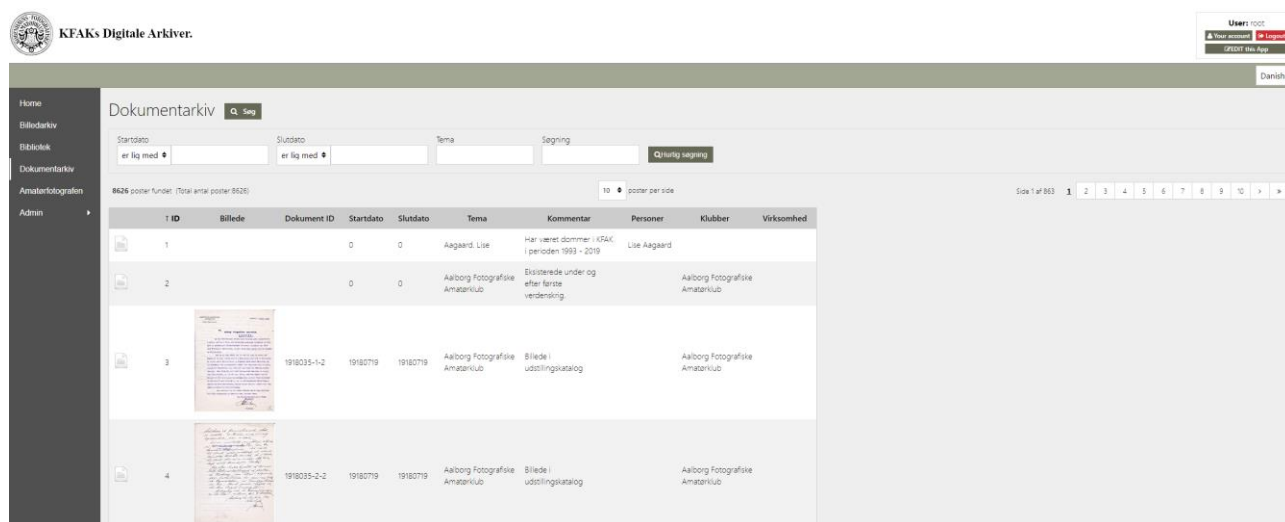 KFAKs Digitale Arkiver.
User: root
Your account Logout
EDIT this App
Danish
Home
Billedarkiv
Bibliotek
Dokumentarkiv
Amatørfotografen
Admin
Dokumentarkiv Søg
Startdato Slutdato Tema Søgning
er lig med er lig med Hurtig søgning
8626 poster fundet. (Total antal poster:8626) 10 poster per side Side 1 af 863 1 2 3 4 5 6 7 8 9 10 > »
↑ ID Billede Dokument ID Startdato Slutdato Tema Kommentar Personer Klubber Virksomhed
1 0 0 Aagaard, Lise Har været dommer i KFAK i perioden 1993 - 2019 Lise Aagaard
2 0 0 Aalborg Fotografiske Amatørklub Eksisterede under og efter første verdenskrig. Aalborg Fotografiske Amatørklub
3 1918035-1-2 19180719 19180719 Aalborg Fotografiske Amatørklub Billede i udstillingskatalog Aalborg Fotografiske Amatørklub
4 1918035-2-2 19180719 19180719 Aalborg Fotografiske Amatørklub Billede i udstillingskatalog Aalborg Fotografiske Amatørklub